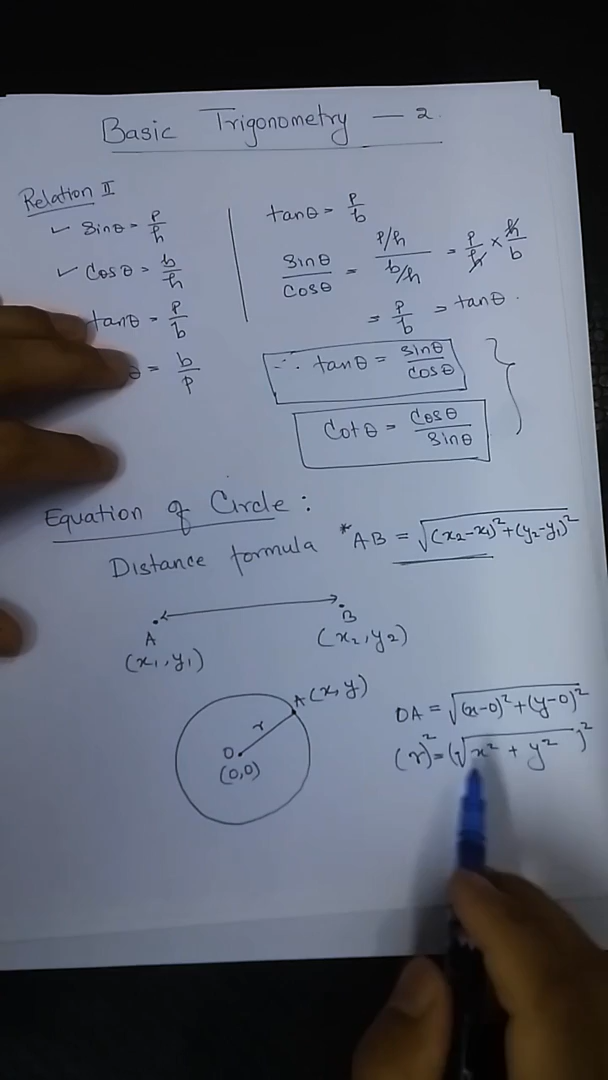 Basic Trigonometry — 2
Relation II
✓ Sinθ = P/h
✓ Cosθ = b/h
tanθ = P/b
θ = b/P
tanθ = P/b
Sinθ/Cosθ = (P/h)/(b/h) = P/h × h/b
= P/b = tanθ.
∴ tanθ = Sinθ/Cosθ
Cotθ = Cosθ/Sinθ
Equation of Circle :
Distance formula * AB = √((x₂-x₁)²+(y₂-y₁)²)
A B
(x₁, y₁) (x₂, y₂)
A (x, y)
r
O
(0,0)
OA = √((x-0)²+(y-0)²)
(r)² = (√(x² + y²))²